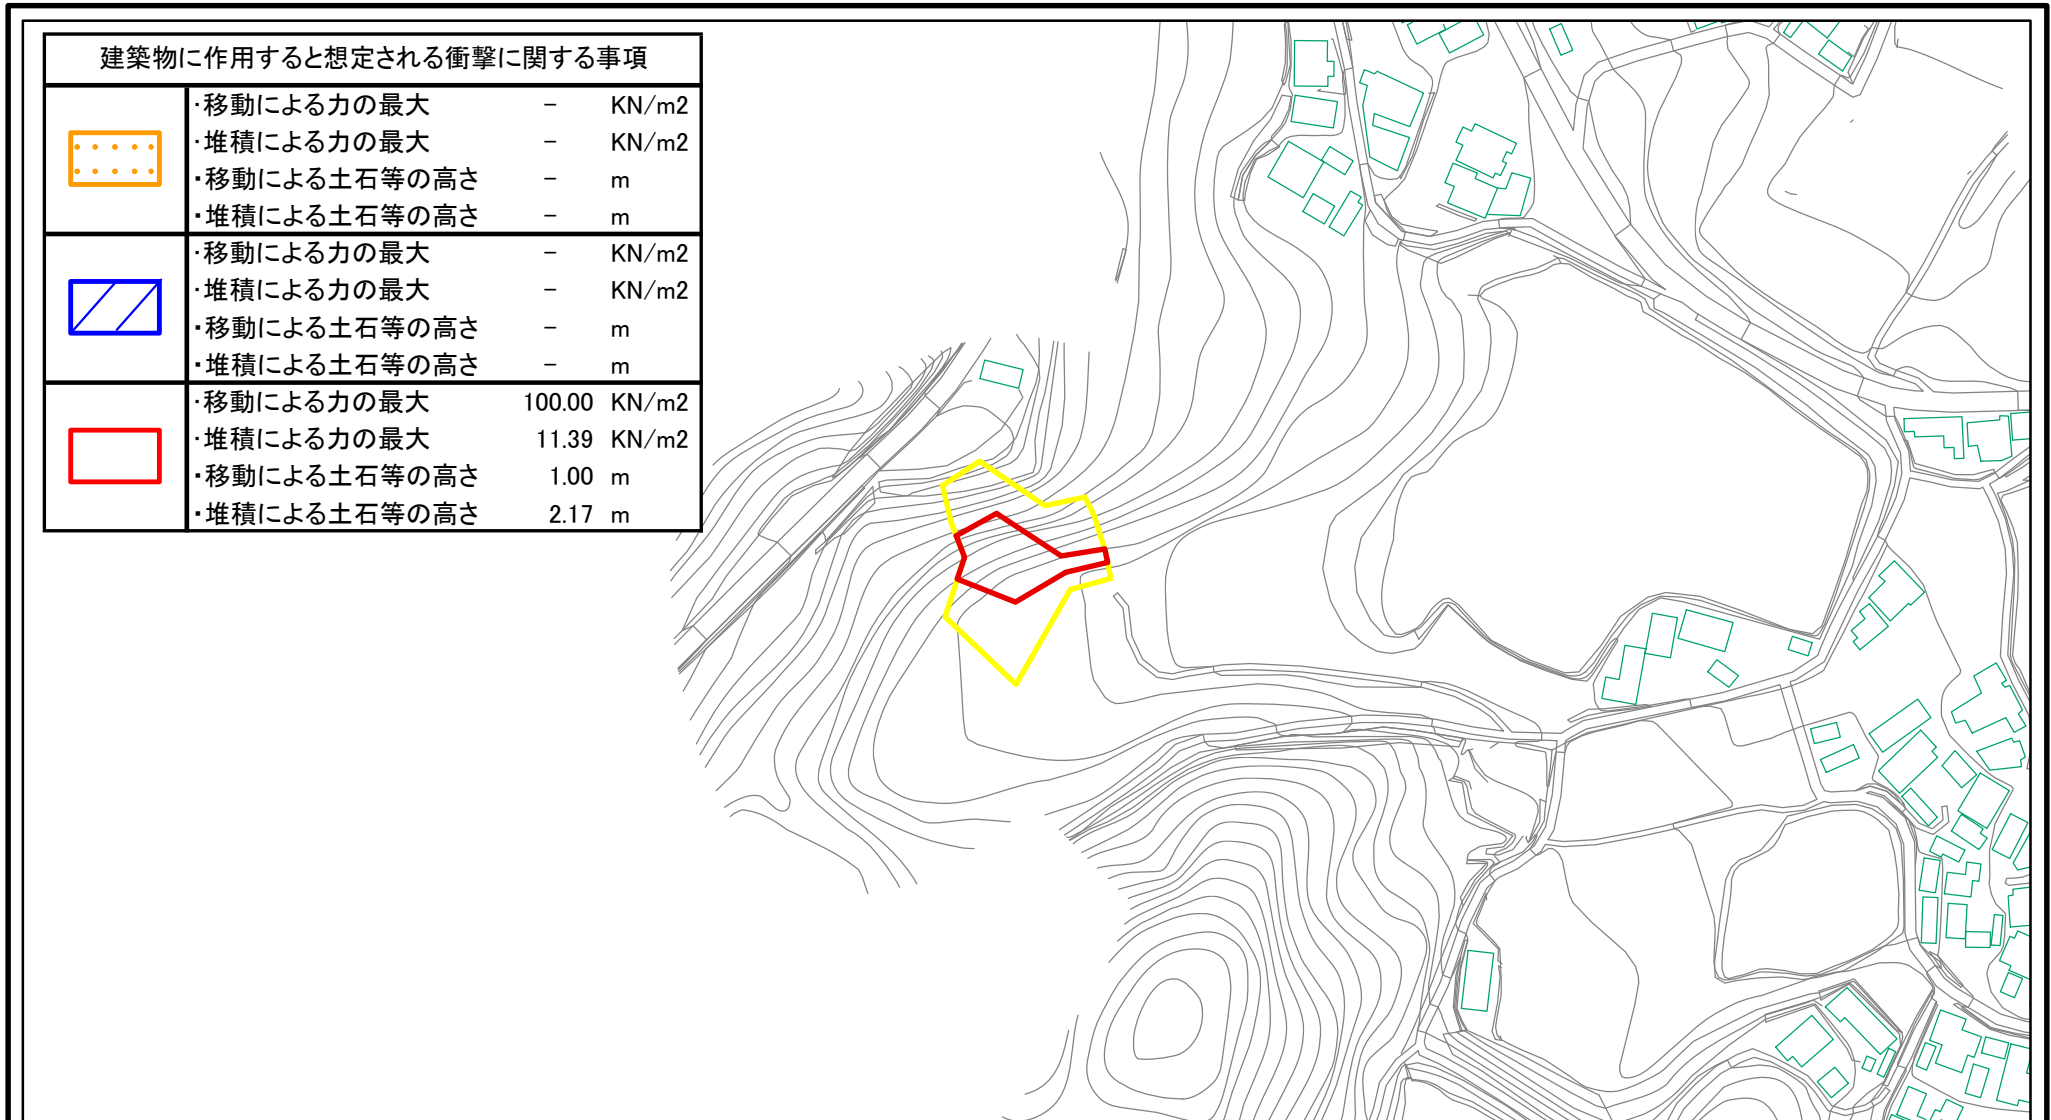 建築物に作用すると想定される衝撃に関する事項
・移動による力の最大 － KN/m2
・堆積による力の最大 － KN/m2
・移動による土石等の高さ － m
・堆積による土石等の高さ － m
・移動による力の最大 － KN/m2
・堆積による力の最大 － KN/m2
・移動による土石等の高さ － m
・堆積による土石等の高さ － m
・移動による力の最大 100.00 KN/m2
・堆積による力の最大 11.39 KN/m2
・移動による土石等の高さ 1.00 m
・堆積による土石等の高さ 2.17 m